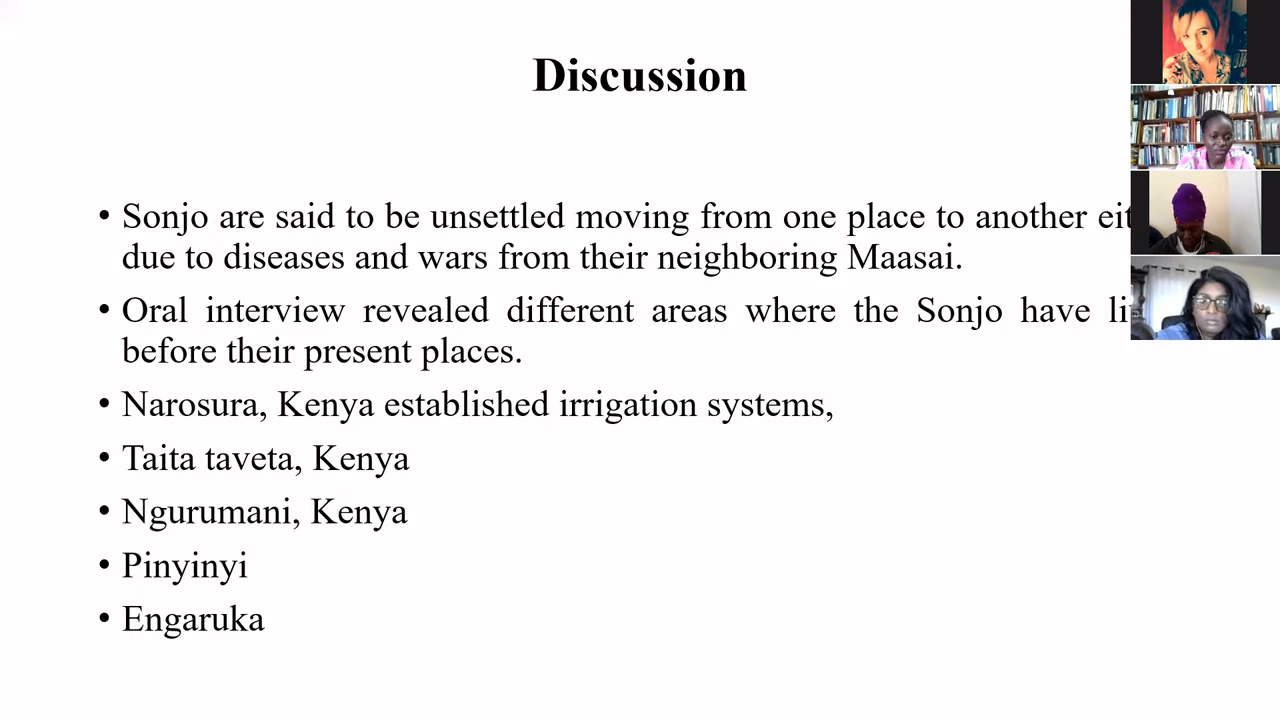 Discussion
• Sonjo are said to be unsettled moving from one place to another
due to diseases and wars from their neighboring Maasai.
• Oral interview revealed different areas where the Sonjo have
before their present places.
• Narosura, Kenya established irrigation systems,
• Taita taveta, Kenya
• Ngurumani, Kenya
• Pinyinyi
• Engaruka